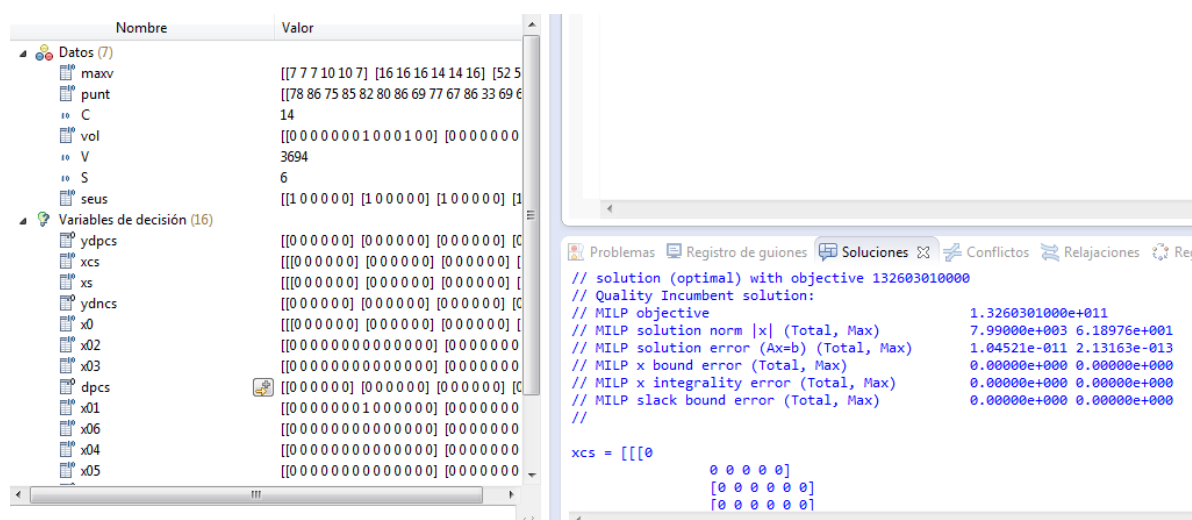 Nombre Valor
Datos (7)
maxv [[7 7 7 10 10 7] [16 16 16 14 14 16] [52 5
punt [[78 86 75 85 82 80 86 69 77 67 86 33 69 6
10 C 14
vol [[0 0 0 0 0 0 0 1 0 0 0 1 0 0] [0 0 0 0 0 0 0
10 V 3694
10 S 6
seus [[1 0 0 0 0 0] [1 0 0 0 0 0] [1 0 0 0 0 0] [1
Variables de decisión (16)
ydpcs [[0 0 0 0 0 0] [0 0 0 0 0 0] [0 0 0 0 0 0] [0
xcs [[[0 0 0 0 0 0] [0 0 0 0 0 0] [0 0 0 0 0 0] [
xs [[[0 0 0 0 0 0] [0 0 0 0 0 0] [0 0 0 0 0 0] [
ydncs [[0 0 0 0 0 0] [0 0 0 0 0 0] [0 0 0 0 0 0] [0
x0 [[[0 0 0 0 0 0] [0 0 0 0 0 0] [0 0 0 0 0 0] [
x02 [[0 0 0 0 0 0 0 0 0 0 0 0 0 0] [0 0 0 0 0 0 0
x03 [[0 0 0 0 0 0 0 0 0 0 0 0 0 0] [0 0 0 0 0 0 0
dpcs [[0 0 0 0 0 0] [0 0 0 0 0 0] [0 0 0 0 0 0] [0
x01 [[0 0 0 0 0 0 0 1 0 0 0 0 0 0] [0 0 0 0 0 0 0
x06 [[0 0 0 0 0 0 0 0 0 0 0 0 0 0] [0 0 0 0 0 0 0
x04 [[0 0 0 0 0 0 0 0 0 0 0 0 0 0] [0 0 0 0 0 0 0
x05 [[0 0 0 0 0 0 0 0 0 0 0 0 0 0] [0 0 0 0 0 0 0
Problemas Registro de guiones Soluciones Conflictos Relajaciones Re
// solution (optimal) with objective 132603010000
// Quality Incumbent solution:
// MILP objective 1.3260301000e+011
// MILP solution norm |x| (Total, Max) 7.99000e+003 6.18976e+001
// MILP solution error (Ax=b) (Total, Max) 1.04521e-011 2.13163e-013
// MILP x bound error (Total, Max) 0.00000e+000 0.00000e+000
// MILP x integrality error (Total, Max) 0.00000e+000 0.00000e+000
// MILP slack bound error (Total, Max) 0.00000e+000 0.00000e+000
//
xcs = [[[0
0 0 0 0 0]
[0 0 0 0 0 0]
[0 0 0 0 0 0]